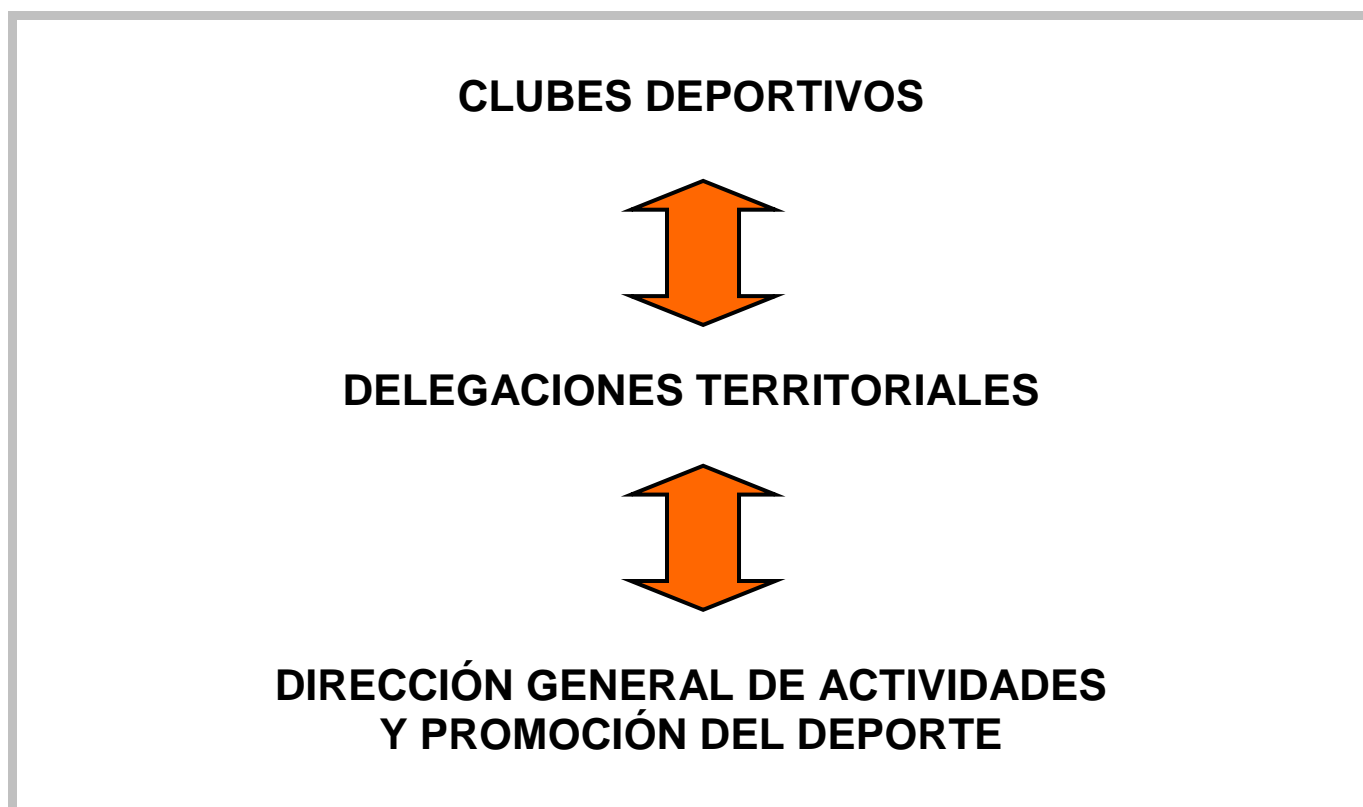 CLUBES DEPORTIVOS
DELEGACIONES TERRITORIALES
DIRECCIÓN GENERAL DE ACTIVIDADES
Y PROMOCIÓN DEL DEPORTE